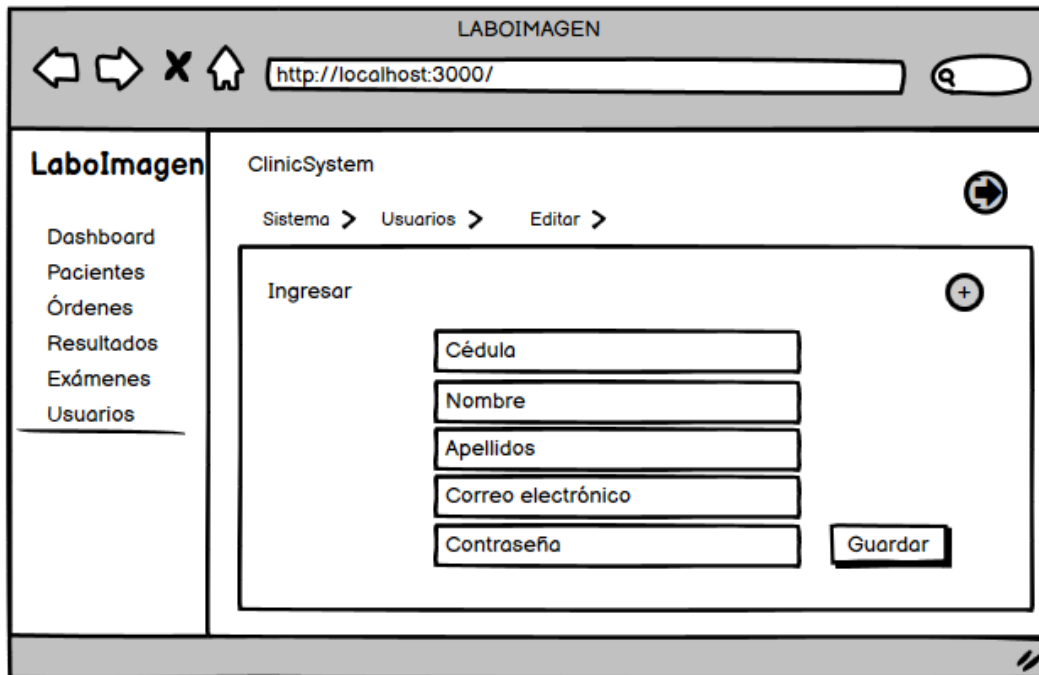 LABOIMAGEN
http://localhost:3000/
LaboImagen
Dashboard
Pacientes
Órdenes
Resultados
Exámenes
Usuarios
ClinicSystem
Sistema > Usuarios > Editar >
Ingresar
+
Cédula
Nombre
Apellidos
Correo electrónico
Contraseña
Guardar